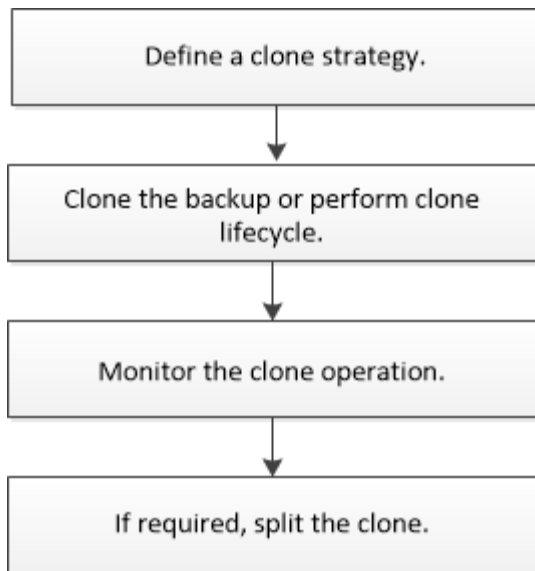 Define a clone strategy.
Clone the backup or perform clone
lifecycle.
Monitor the clone operation.
If required, split the clone.